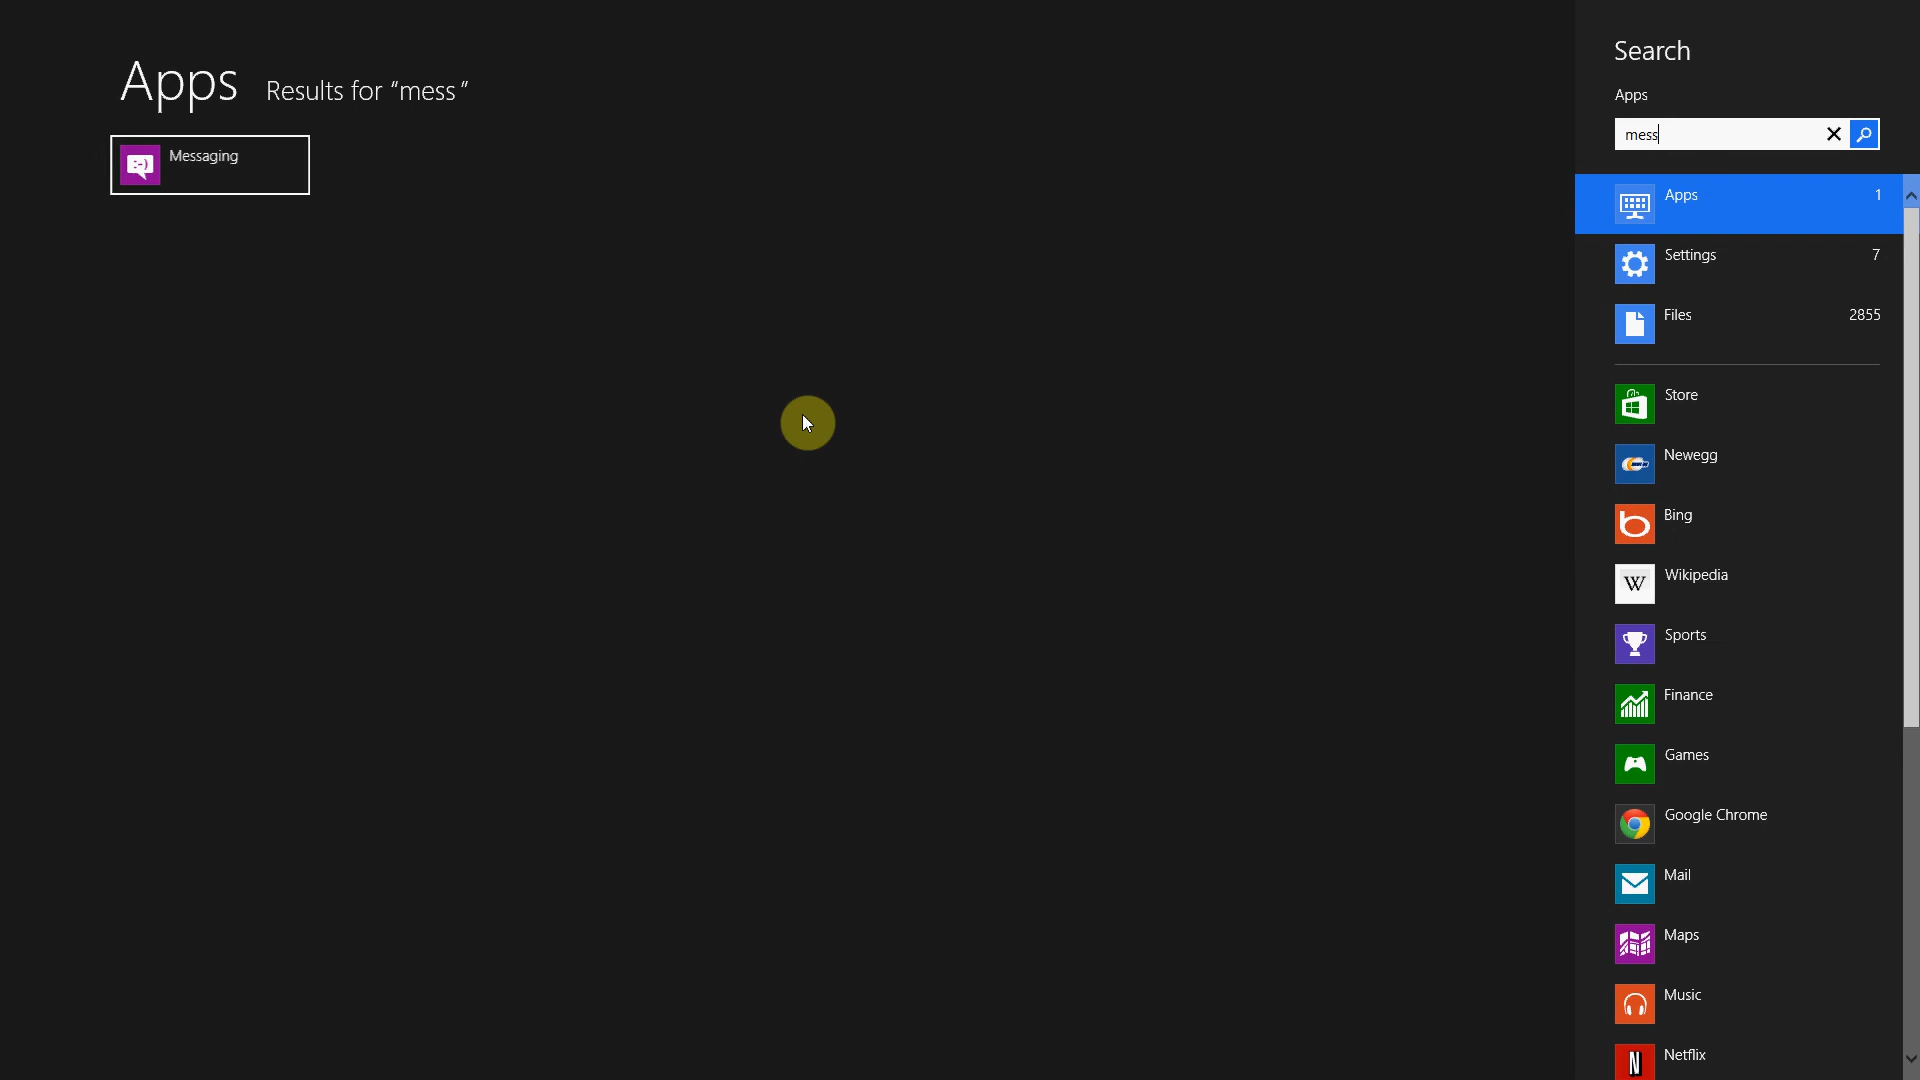 Apps Results for “mess ”
:-) Messaging
Search
Apps
mess
Apps 1
Settings 7
Files 2855
Store
Newegg
Bing
W Wikipedia
Sports
Finance
Games
Google Chrome
Mail
Maps
Music
N Netflix